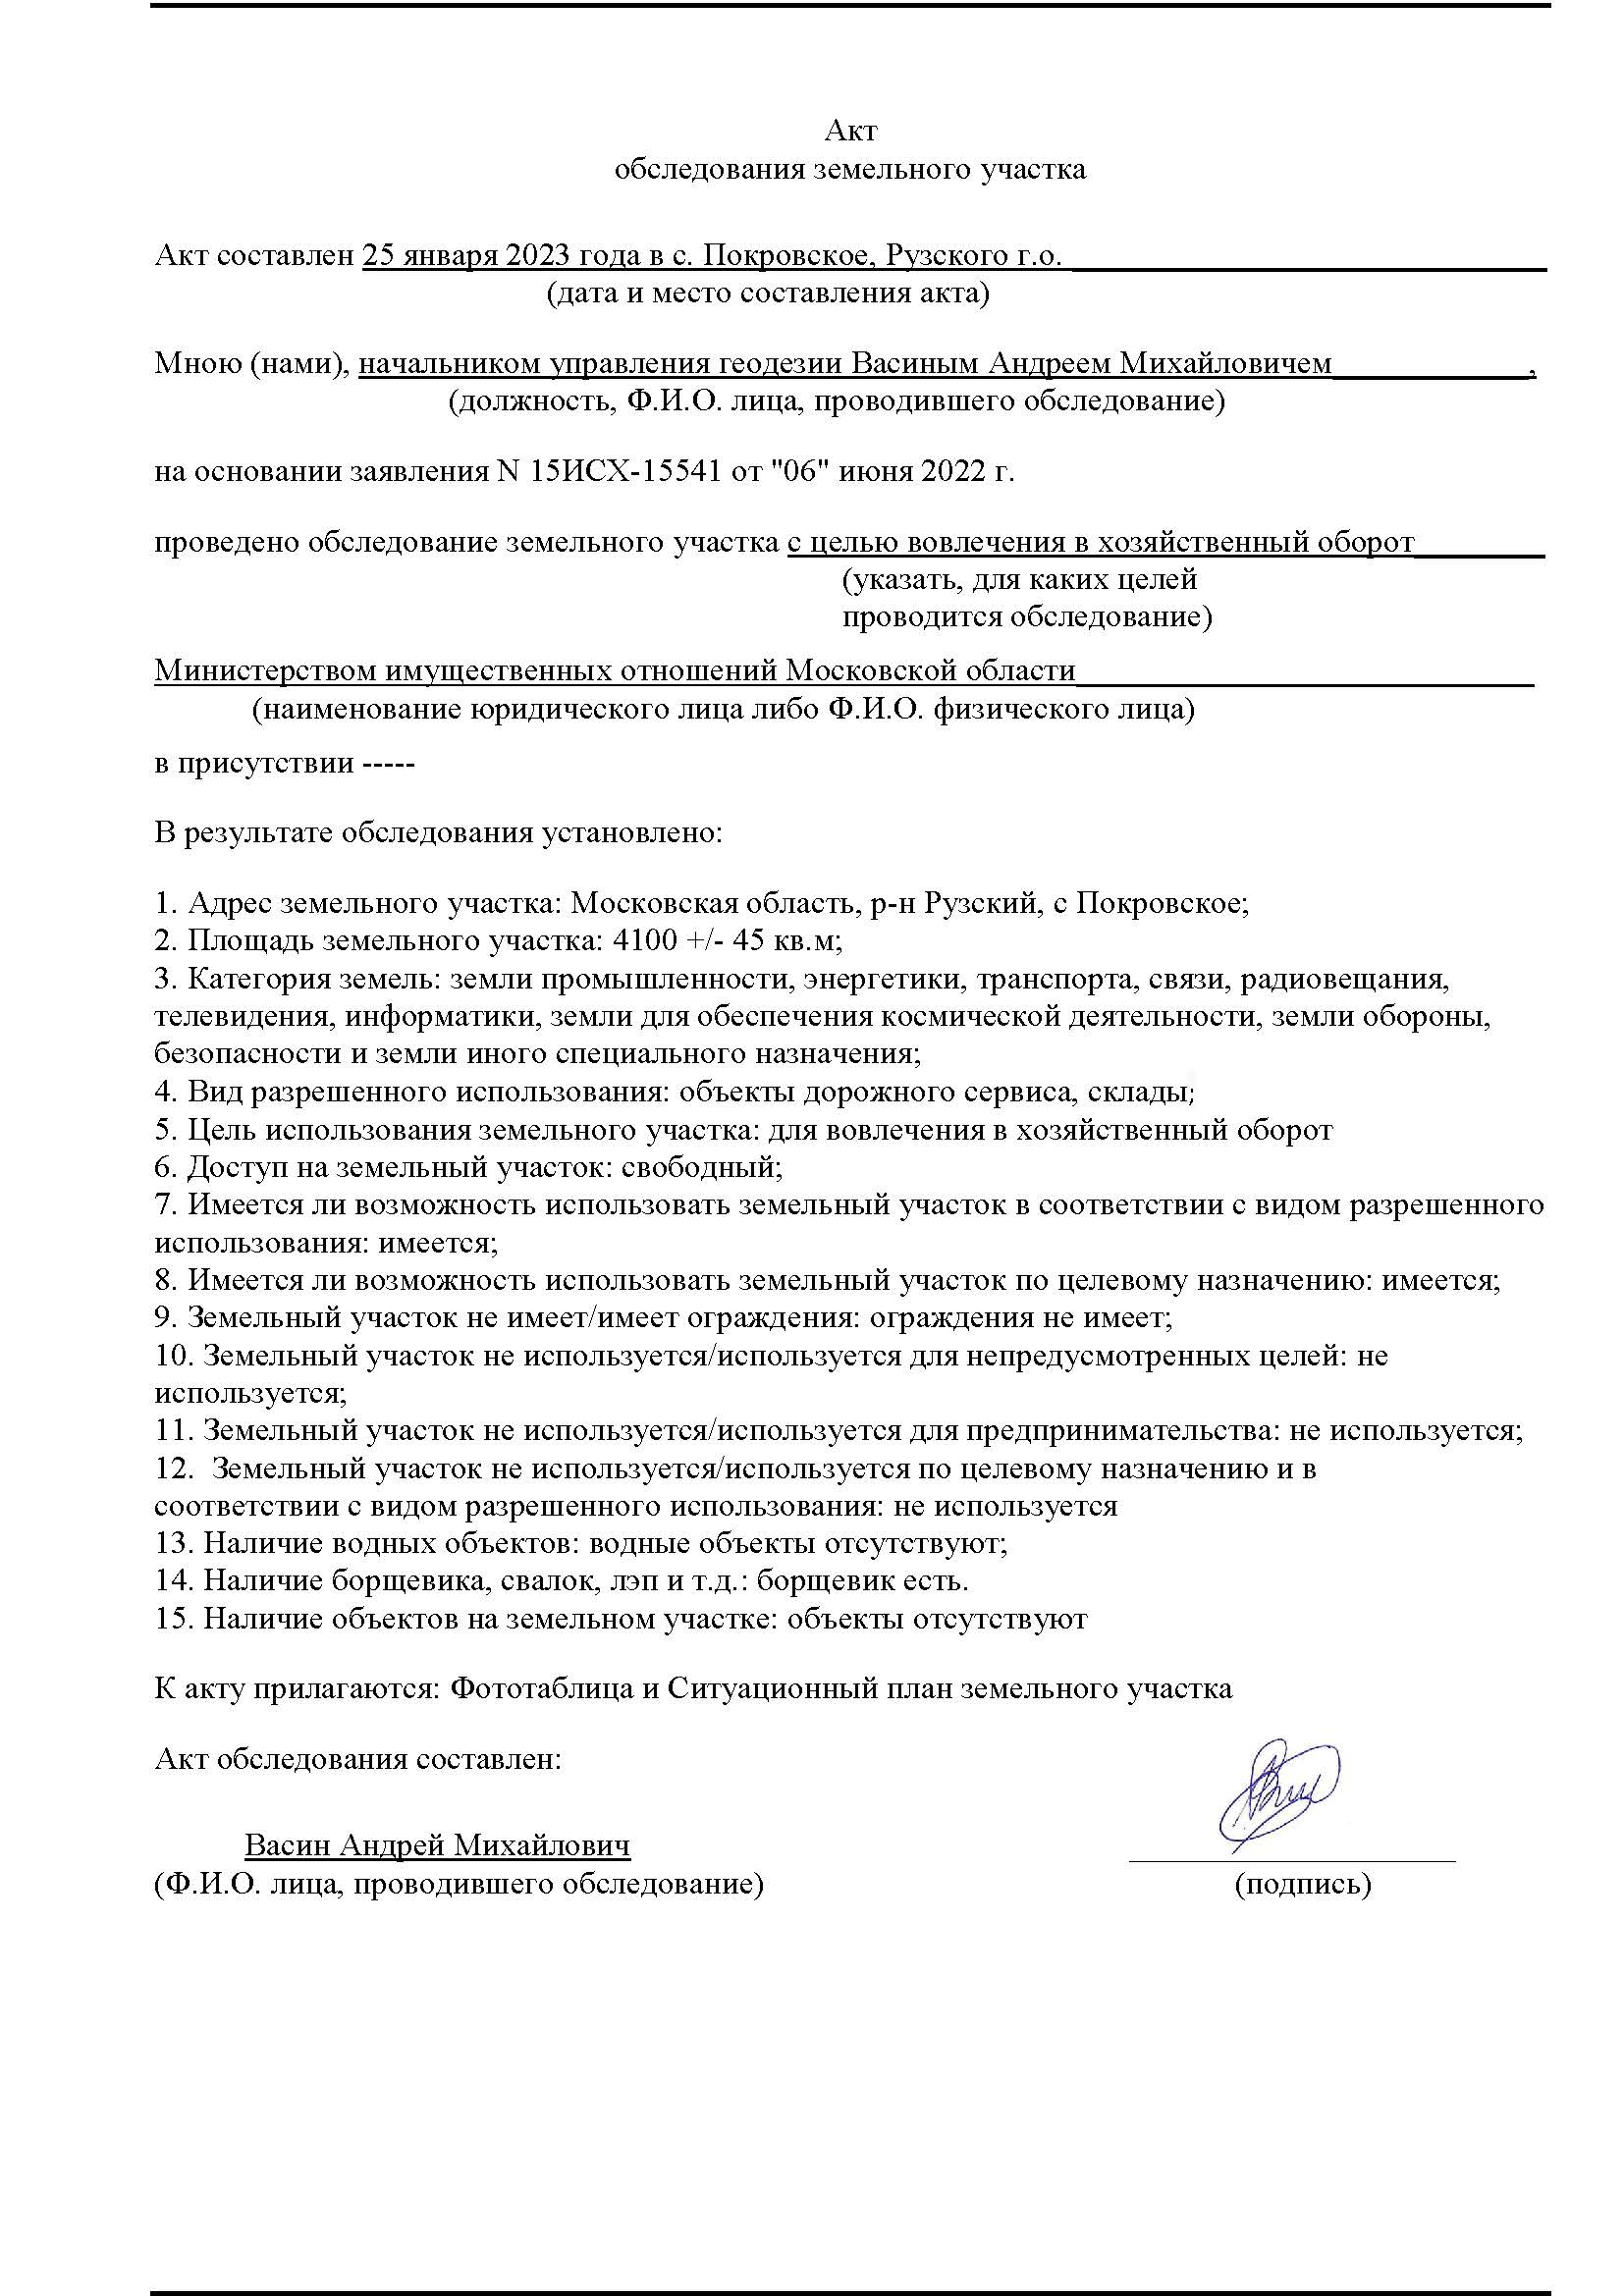 Акт
обследования земельного участка
Акт составлен 25 января 2023 года в с. Покровское, Рузского г.о.
(дата и место составления акта)
Мною (нами), начальником управления геодезии Васиным Андреем Михайловичем,
(должность, Ф.И.О. лица, проводившего обследование)
на основании заявления N 15ИСХ-15541 от "06" июня 2022 г.
проведено обследование земельного участка с целью вовлечения в хозяйственный оборот
(указать, для каких целей
проводится обследование)
Министерством имущественных отношений Московской области
(наименование юридического лица либо Ф.И.О. физического лица)
в присутствии -----
В результате обследования установлено:
1. Адрес земельного участка: Московская область, р-н Рузский, с Покровское;
2. Площадь земельного участка: 4100 +/- 45 кв.м;
3. Категория земель: земли промышленности, энергетики, транспорта, связи, радиовещания,
телевидения, информатики, земли для обеспечения космической деятельности, земли обороны,
безопасности и земли иного специального назначения;
4. Вид разрешенного использования: объекты дорожного сервиса, склады;
5. Цель использования земельного участка: для вовлечения в хозяйственный оборот
6. Доступ на земельный участок: свободный;
7. Имеется ли возможность использовать земельный участок в соответствии с видом разрешенного
использования: имеется;
8. Имеется ли возможность использовать земельный участок по целевому назначению: имеется;
9. Земельный участок не имеет/имеет ограждения: ограждения не имеет;
10. Земельный участок не используется/используется для непредусмотренных целей: не
используется;
11. Земельный участок не используется/используется для предпринимательства: не используется;
12. Земельный участок не используется/используется по целевому назначению и в
соответствии с видом разрешенного использования: не используется
13. Наличие водных объектов: водные объекты отсутствуют;
14. Наличие борщевика, свалок, лэп и т.д.: борщевик есть.
15. Наличие объектов на земельном участке: объекты отсутствуют
К акту прилагаются: Фототаблица и Ситуационный план земельного участка
Акт обследования составлен:
Васин Андрей Михайлович
(Ф.И.О. лица, проводившего обследование) (подпись)